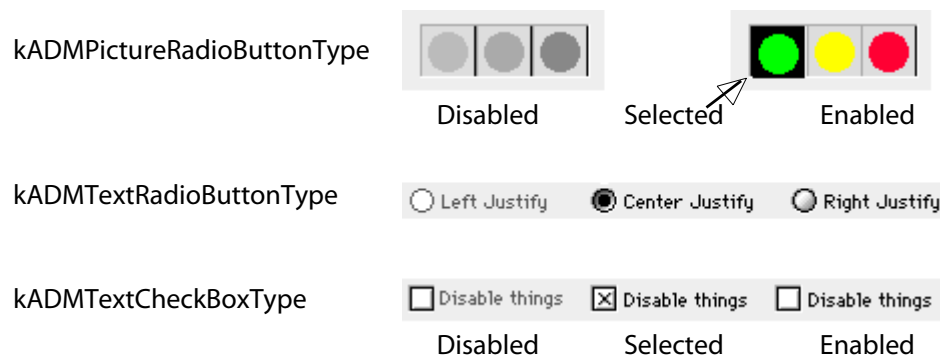 kADMPictureRadioButtonType
Disabled Selected Enabled
kADMTextRadioButtonType Left Justify Center Justify Right Justify
kADMTextCheckBoxType Disable things Disable things Disable things
Disabled Selected Enabled